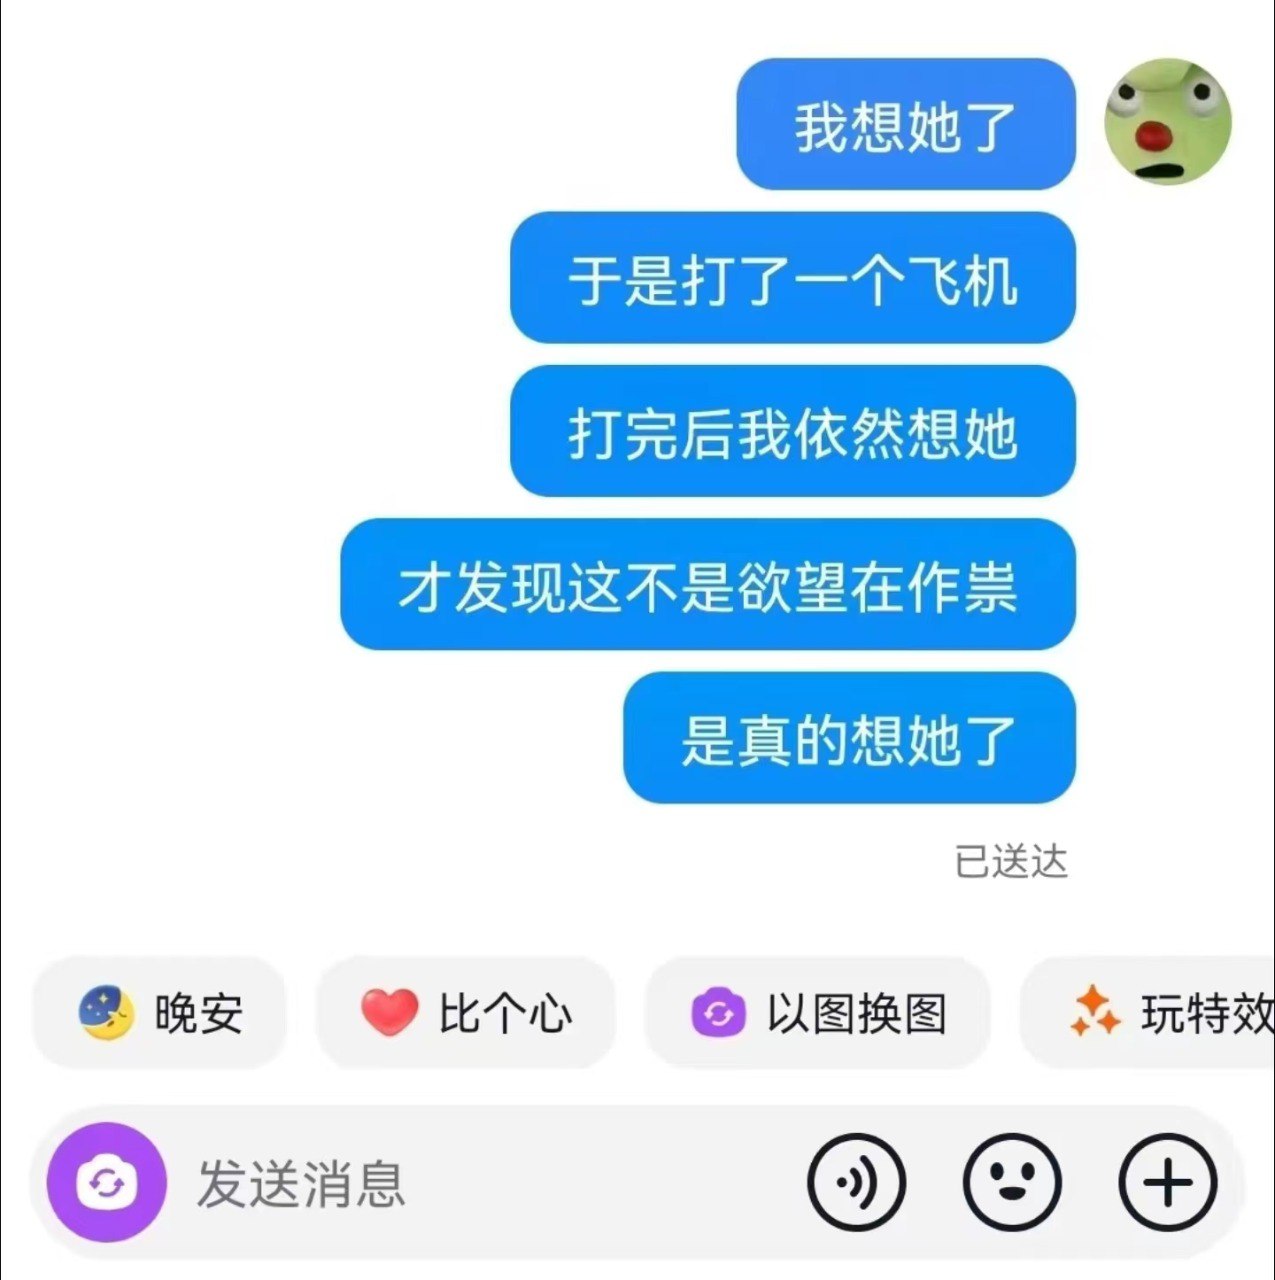 我想她了
于是打了一个飞机
打完后我依然想她
才发现这不是欲望在作祟
是真的想她了
已送达
晚安
比个心
以图换图
玩特效
发送消息